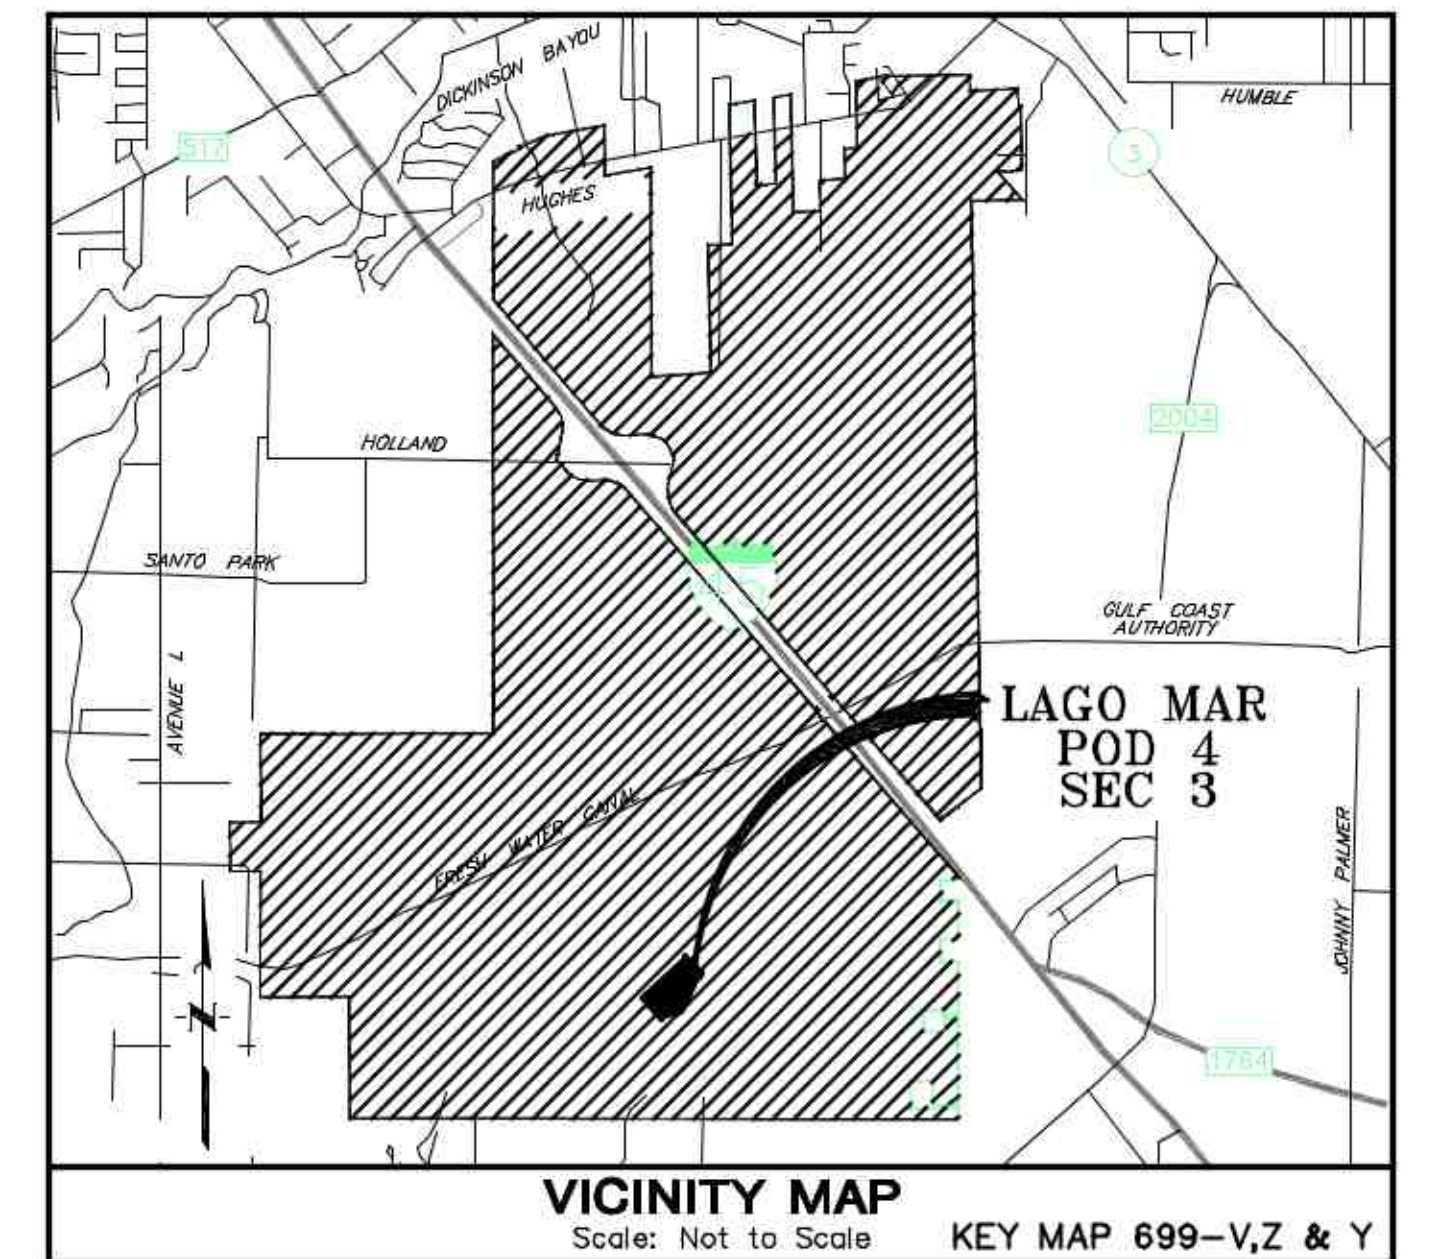 DICKINSON BAYOU
HUMBLE
517
3
HUGHES
2004
HOLLAND
SANTO PARK
GULF COAST
AUTHORITY
AVENUE L
LAGO MAR
POD 4
SEC 3
FRESH WATER CANAL
JOHNNY PALMER
N
1764
VICINITY MAP
Scale: Not to Scale
KEY MAP 699-V,Z & Y